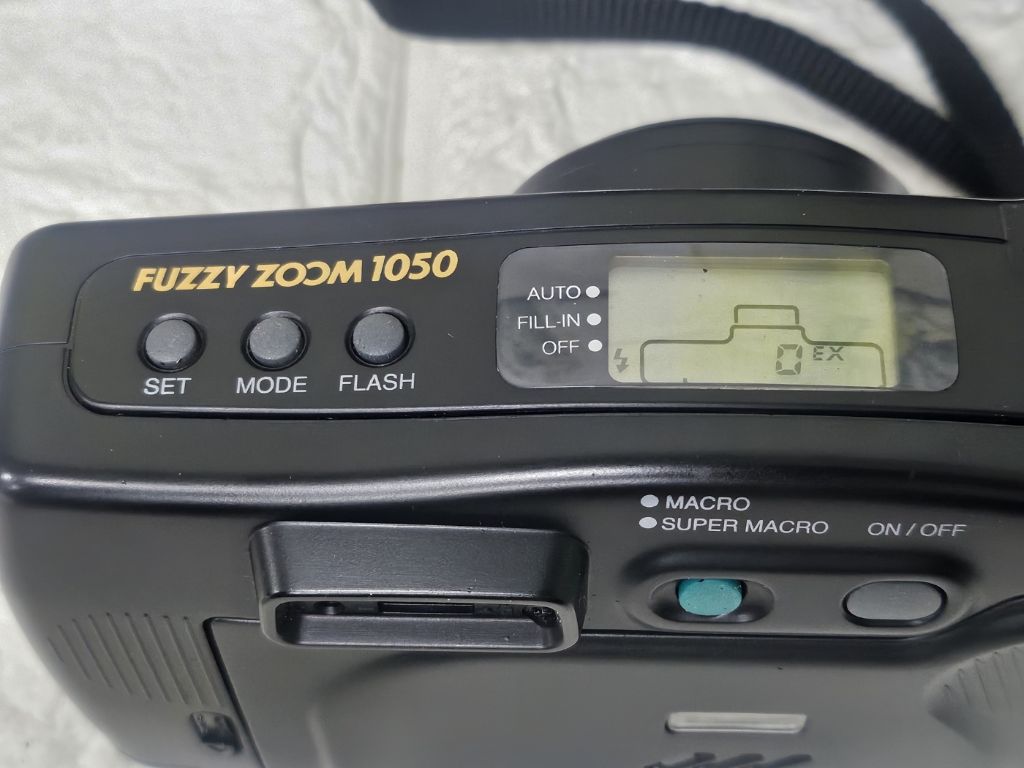 FUZZY ZOOM 1050
SET
MODE
FLASH
AUTO
FILL-IN
OFF
0 EX
MACRO
SUPER MACRO
ON / OFF